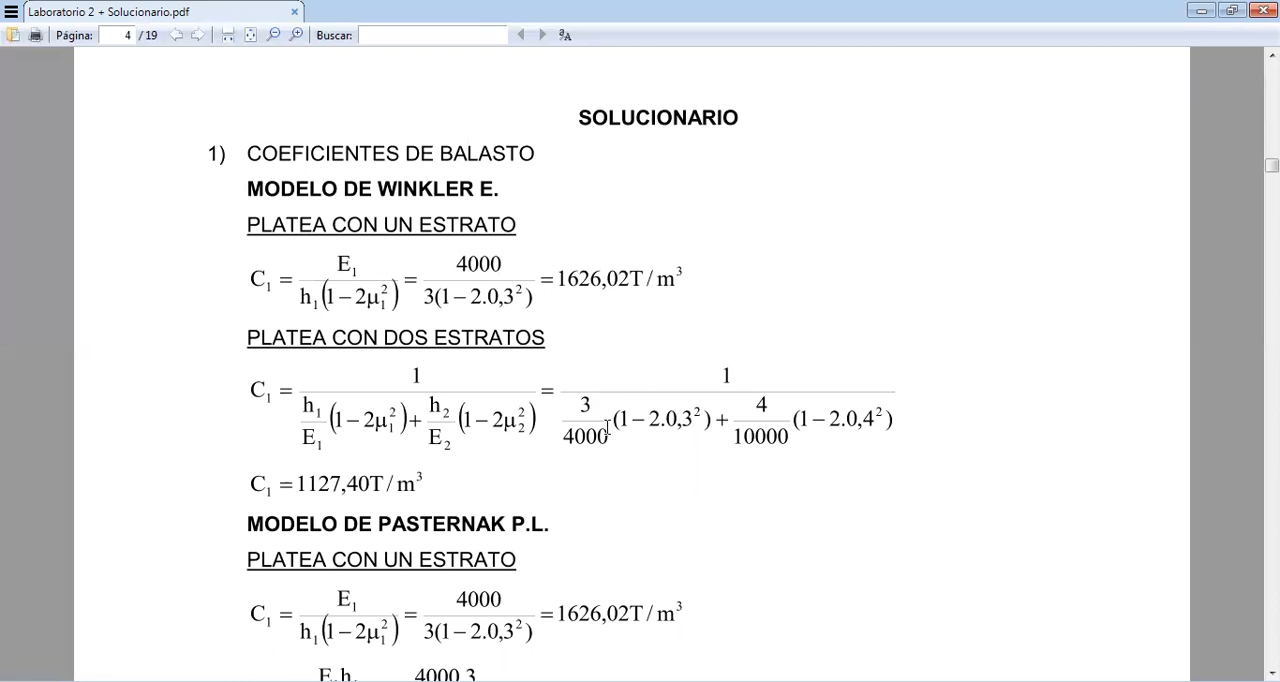 Laboratorio 2 + Solucionario.pdf
Página: 4 / 19 Buscar:
SOLUCIONARIO
1) COEFICIENTES DE BALASTO
MODELO DE WINKLER E.
PLATEA CON UN ESTRATO
C₁ = E₁ / h₁(1 − 2μ₁²) = 4000 / 3(1 − 2.0,3²) = 1626,02T / m³
PLATEA CON DOS ESTRATOS
C₁ = 1 / (h₁/E₁ (1 − 2μ₁²) + h₂/E₂ (1 − 2μ₂²)) = 1 / (3/4000 (1 − 2.0,3²) + 4/10000 (1 − 2.0,4²))
C₁ = 1127,40T / m³
MODELO DE PASTERNAK P.L.
PLATEA CON UN ESTRATO
C₁ = E₁ / h₁(1 − 2μ₁²) = 4000 / 3(1 − 2.0,3²) = 1626,02T / m³
E₁h₁ 4000.3